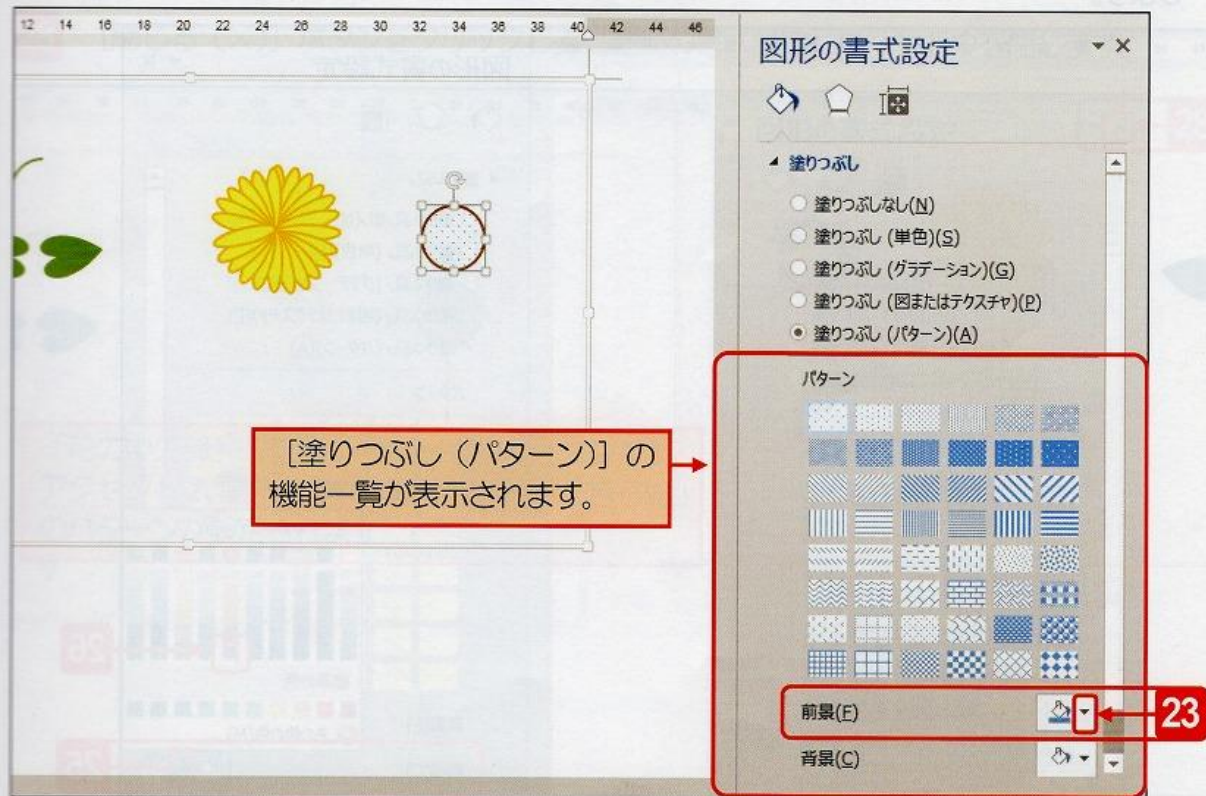 12 14 16 18 20 22 24 26 28 30 32 34 36 38 40 42 44 46
図形の書式設定
塗りつぶし
塗りつぶしなし(N)
塗りつぶし (単色)(S)
塗りつぶし (グラデーション)(G)
塗りつぶし (図またはテクスチャ)(P)
塗りつぶし (パターン)(A)
パターン
[塗りつぶし (パターン)] の
機能一覧が表示されます。
前景(F)
23
背景(C)